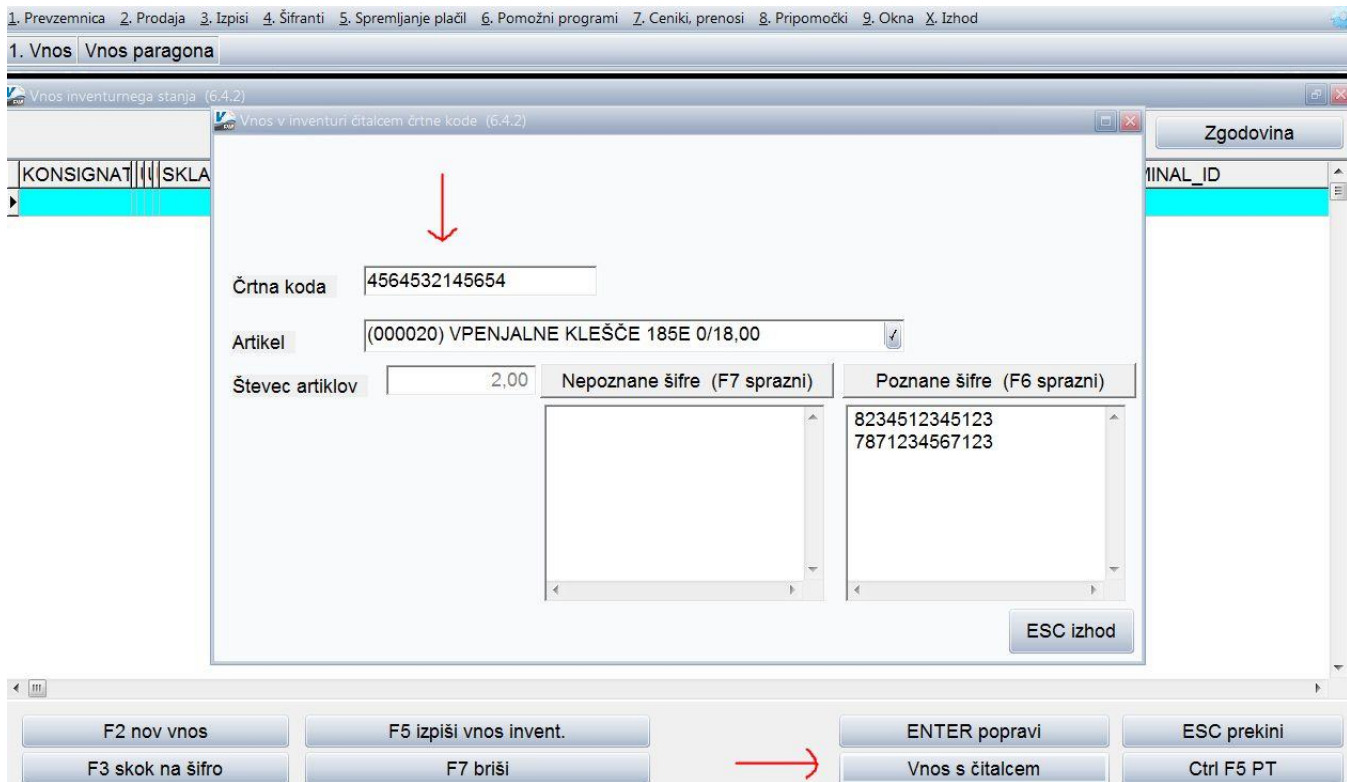 1. Prevzemnica 2. Prodaja 3. Izpisi 4. Šifranti 5. Spremljanje plačil 6. Pomožni programi 7. Ceniki, prenosi 8. Pripomočki 9. Okna X. Izhod
1. Vnos Vnos paragona
Vnos inventurnega stanja (6.4.2)
Vnos v inventuri čitalcem črtne kode (6.4.2)
Zgodovina
KONSIGNAT SKLA MINAL_ID
Črtna koda 4564532145654
Artikel (000020) VPENJALNE KLEŠČE 185E 0/18,00
Števec artiklov 2,00 Nepoznane šifre (F7 sprazni) Poznane šifre (F6 sprazni)
8234512345123
7871234567123
ESC izhod
F2 nov vnos F5 izpiši vnos invent. ENTER popravi ESC prekini
F3 skok na šifro F7 briši Vnos s čitalcem Ctrl F5 PT